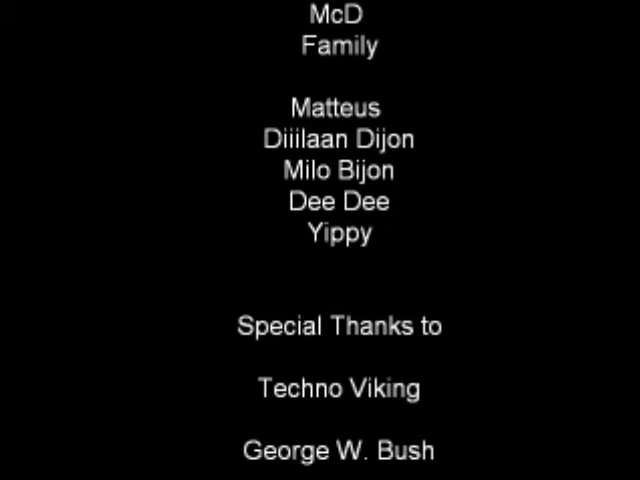 McD
Family
Matteus
Diiilaan Dijon
Milo Bijon
Dee Dee
Yippy
Special Thanks to
Techno Viking
George W. Bush